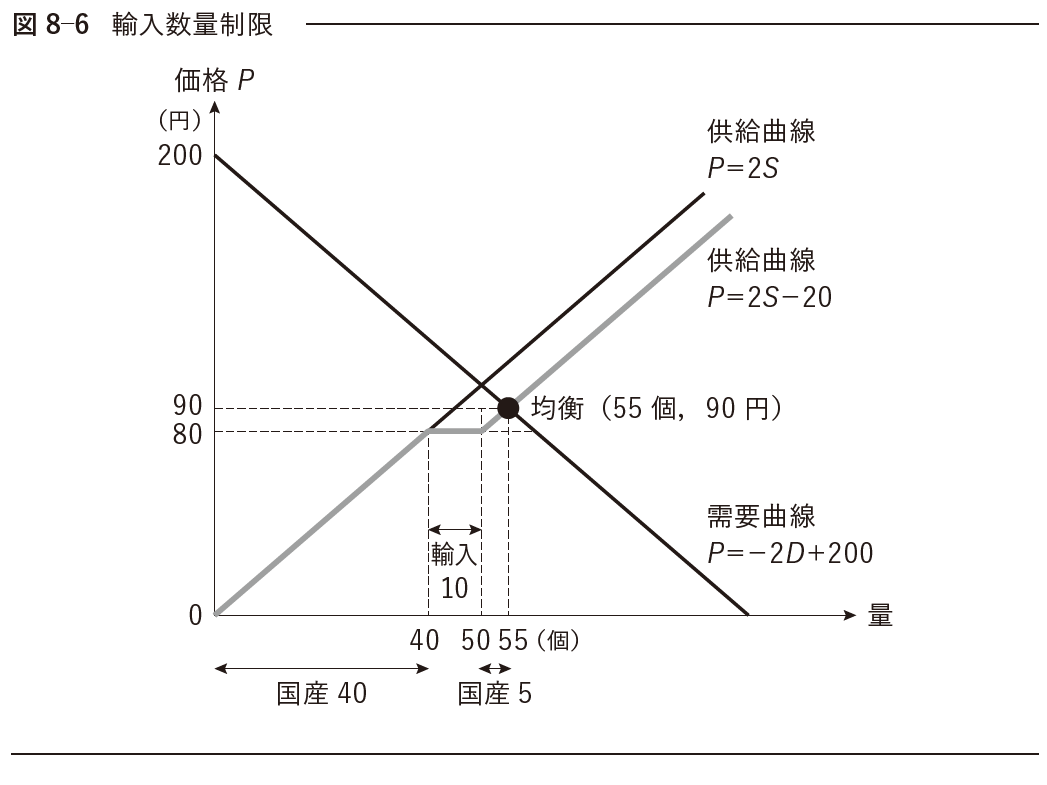 図 8-6 輸入数量制限
価格 P
（円）
200
供給曲線
P=2S
供給曲線
P=2S−20
90
80
均衡（55 個，90 円）
需要曲線
P=−2D+200
輸入
10
0
量
40 50 55（個）
国産 40
国産 5